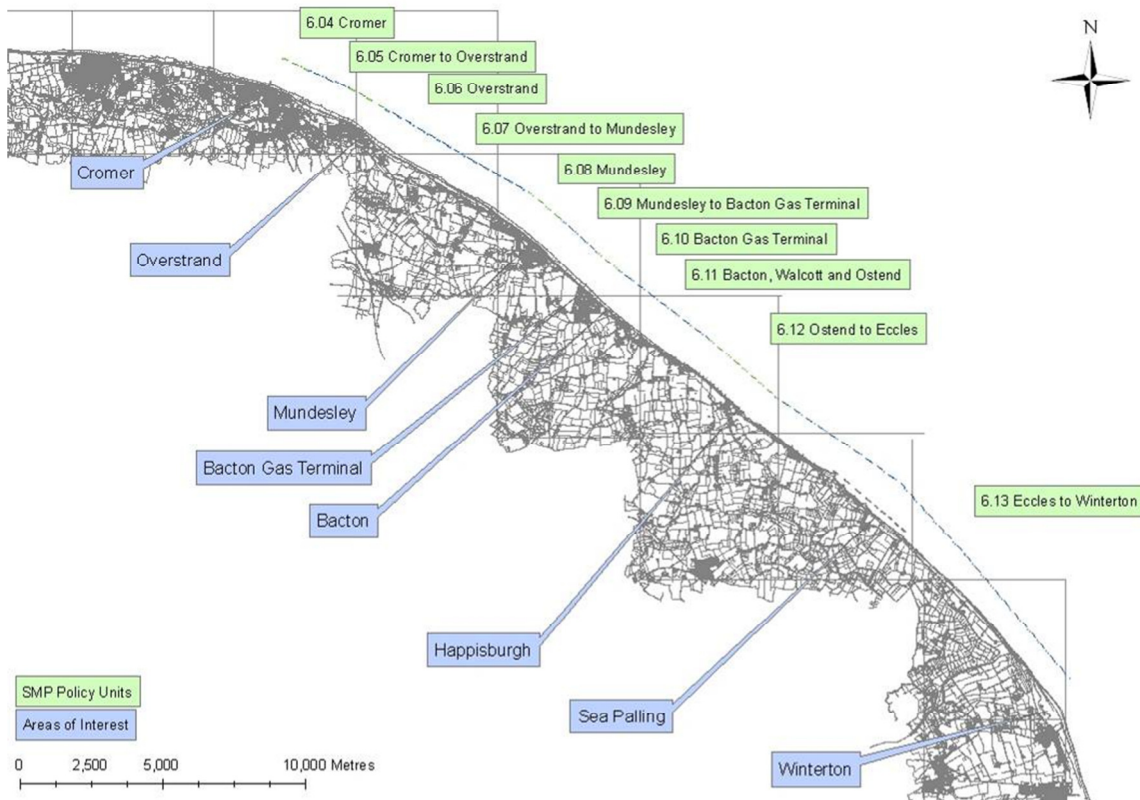 6.04 Cromer
N
6.05 Cromer to Overstrand
6.06 Overstrand
6.07 Overstrand to Mundesley
6.08 Mundesley
Cromer
6.09 Mundesley to Bacton Gas Terminal
6.10 Bacton Gas Terminal
Overstrand
6.11 Bacton, Walcott and Ostend
6.12 Ostend to Eccles
Mundesley
Bacton Gas Terminal
6.13 Eccles to Winterton
Bacton
Happisburgh
SMP Policy Units
Sea Palling
Areas of Interest
0 2,500 5,000 10,000 Metres
Winterton